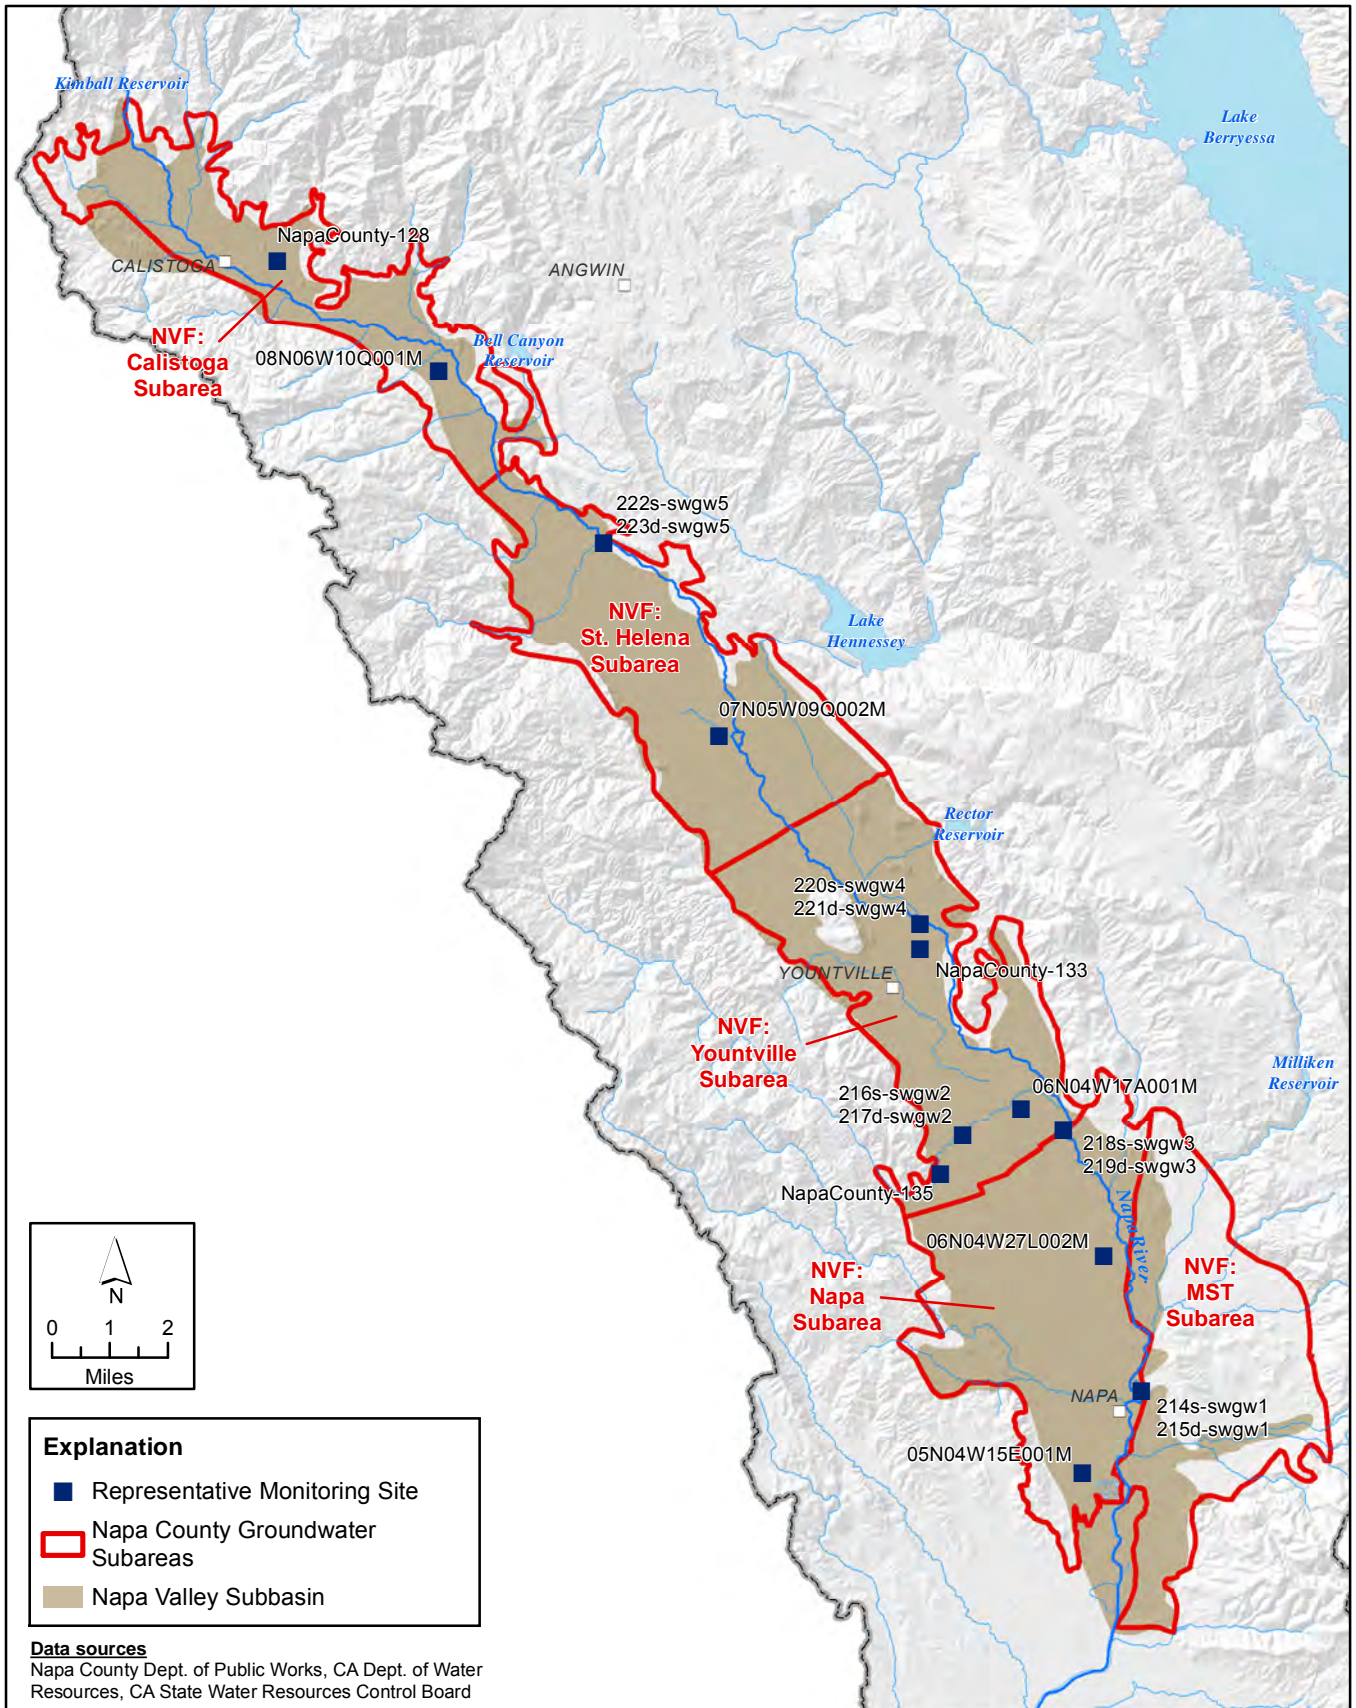 Kimball Reservoir
Lake
Berryessa
NapaCounty-128
CALISTOGA
ANGWIN
NVF:
Calistoga
Subarea
Bell Canyon
Reservoir
08N06W10Q001M
222s-swgw5
223d-swgw5
NVF:
St. Helena
Subarea
Lake
Hennessey
07N05W09Q002M
Rector
Reservoir
220s-swgw4
221d-swgw4
NapaCounty-133
YOUNTVILLE
NVF:
Yountville
Subarea
Milliken
Reservoir
06N04W17A001M
216s-swgw2
217d-swgw2
218s-swgw3
219d-swgw3
NapaCounty-135
Napa River
06N04W27L002M
NVF:
Napa
Subarea
NVF:
MST
Subarea
NAPA
214s-swgw1
215d-swgw1
05N04W15E001M
N
0 1 2
Miles
Explanation
Representative Monitoring Site
Napa County Groundwater
Subareas
Napa Valley Subbasin
Data sources
Napa County Dept. of Public Works, CA Dept. of Water
Resources, CA State Water Resources Control Board